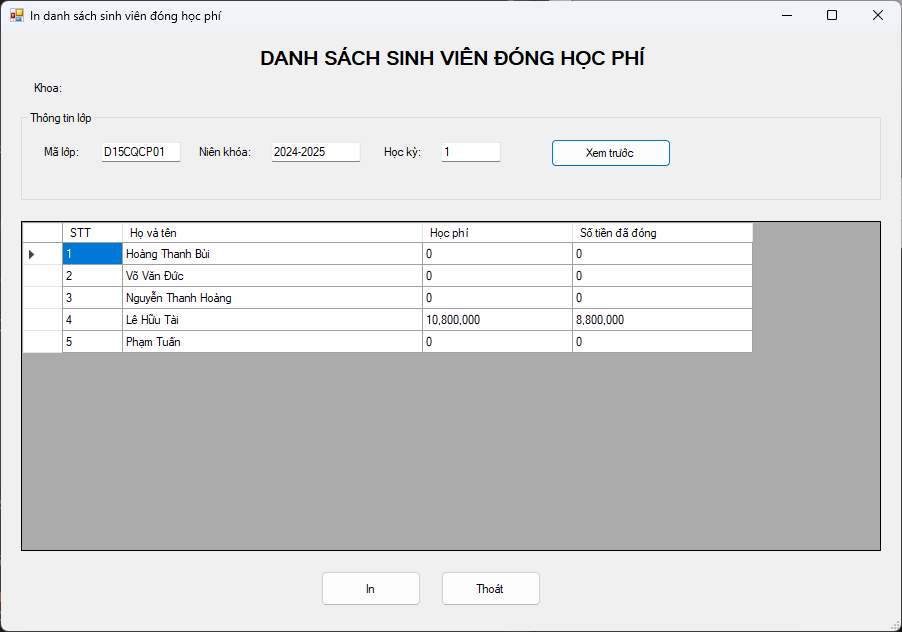 In danh sách sinh viên đóng học phí
DANH SÁCH SINH VIÊN ĐÓNG HỌC PHÍ
Khoa:
Thông tin lớp
Mã lớp: D15CQCP01 Niên khóa: 2024-2025 Học kỳ: 1 Xem trước
STT Họ và tên Học phí Số tiền đã đóng
1 Hoàng Thanh Bùi 0 0
2 Võ Văn Đức 0 0
3 Nguyễn Thanh Hoàng 0 0
4 Lê Hữu Tài 10,800,000 8,800,000
5 Phạm Tuấn 0 0
In Thoát